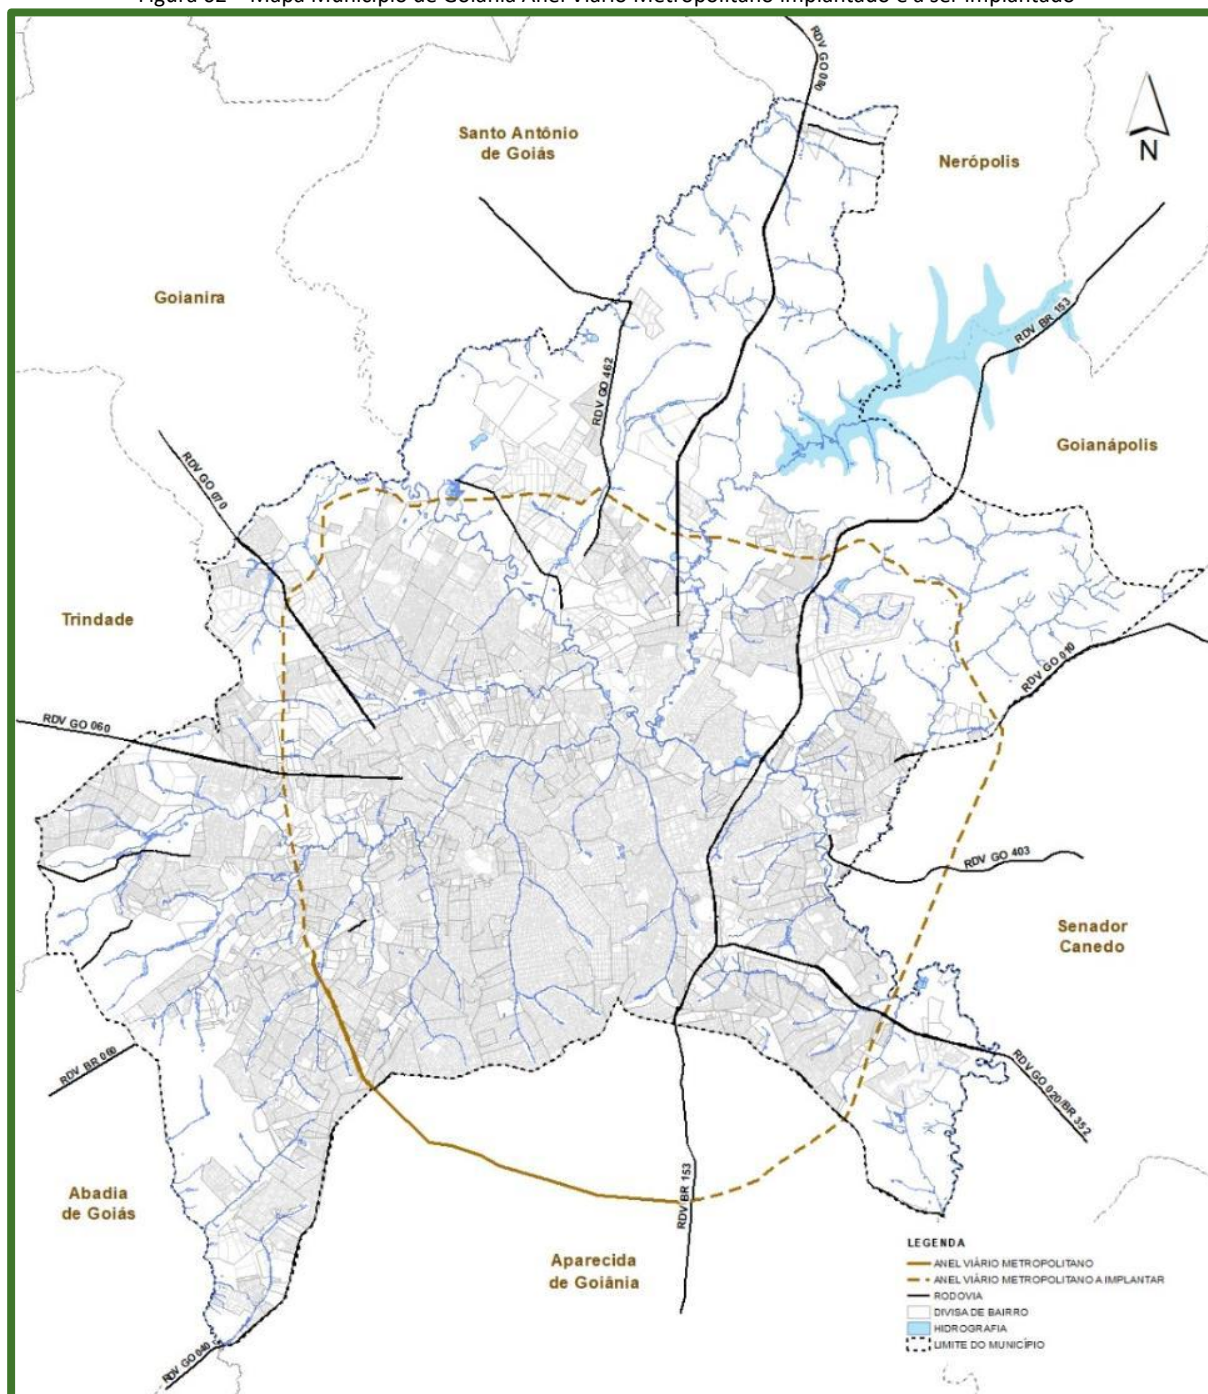 Figura 62 – Mapa Município de Goiânia Anel Viário Metropolitano implantado e a ser implantado
RDV GO 080
Santo Antônio
de Goiás
N
Nerópolis
Goianira
RDV BR 153
RDV GO 462
Goianápolis
RDV GO 070
Trindade
RDV GO 010
RDV GO 060
RDV GO 403
Senador
Canedo
RDV BR 060
RDV GO 020/BR 352
Abadia
de Goiás
RDV BR 153
Aparecida
de Goiânia
RDV GO 040
LEGENDA
ANEL VIÁRIO METROPOLITANO
ANEL VIÁRIO METROPOLITANO A IMPLANTAR
RODOVIA
DIVISA DE BAIRRO
HIDROGRAFIA
LIMITE DO MUNICÍPIO